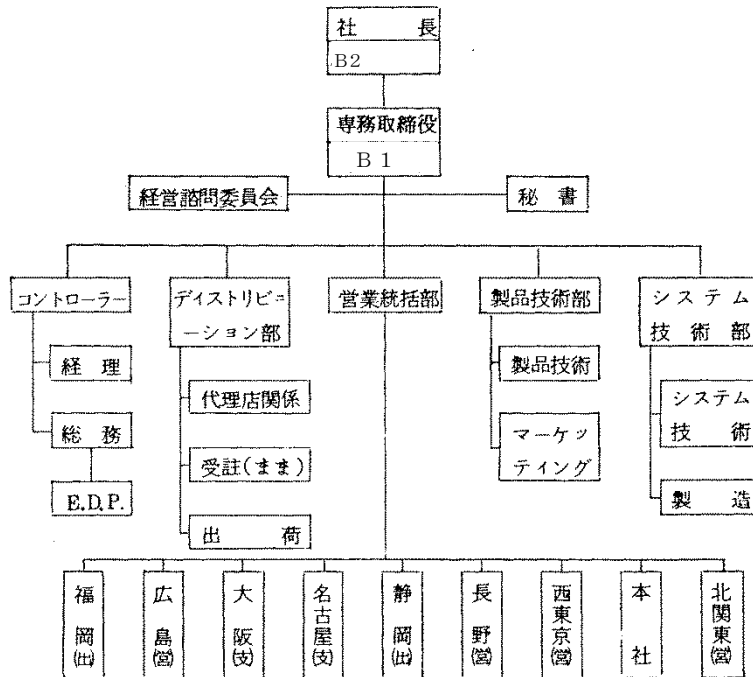 社長
B2
専務取締役
B1
経営諮問委員会
秘書
コントローラー
ディストリビュ
ーション部
営業統括部
製品技術部
システム
技術部
経理
総務
E.D.P.
代理店関係
受註(まま)
出荷
製品技術
マーケッ
ティング
システム
技術
製造
福岡(出)
広島(営)
大阪(支)
名古屋(支)
静岡(出)
長野(営)
西東京(営)
本社
北関東(営)